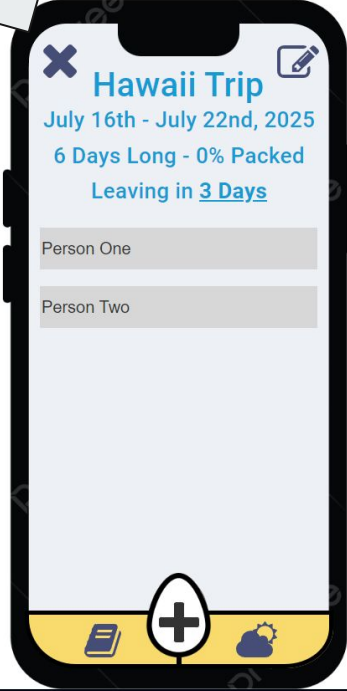 Hawaii Trip
July 16th - July 22nd, 2025
6 Days Long - 0% Packed
Leaving in 3 Days
Person One
Person Two